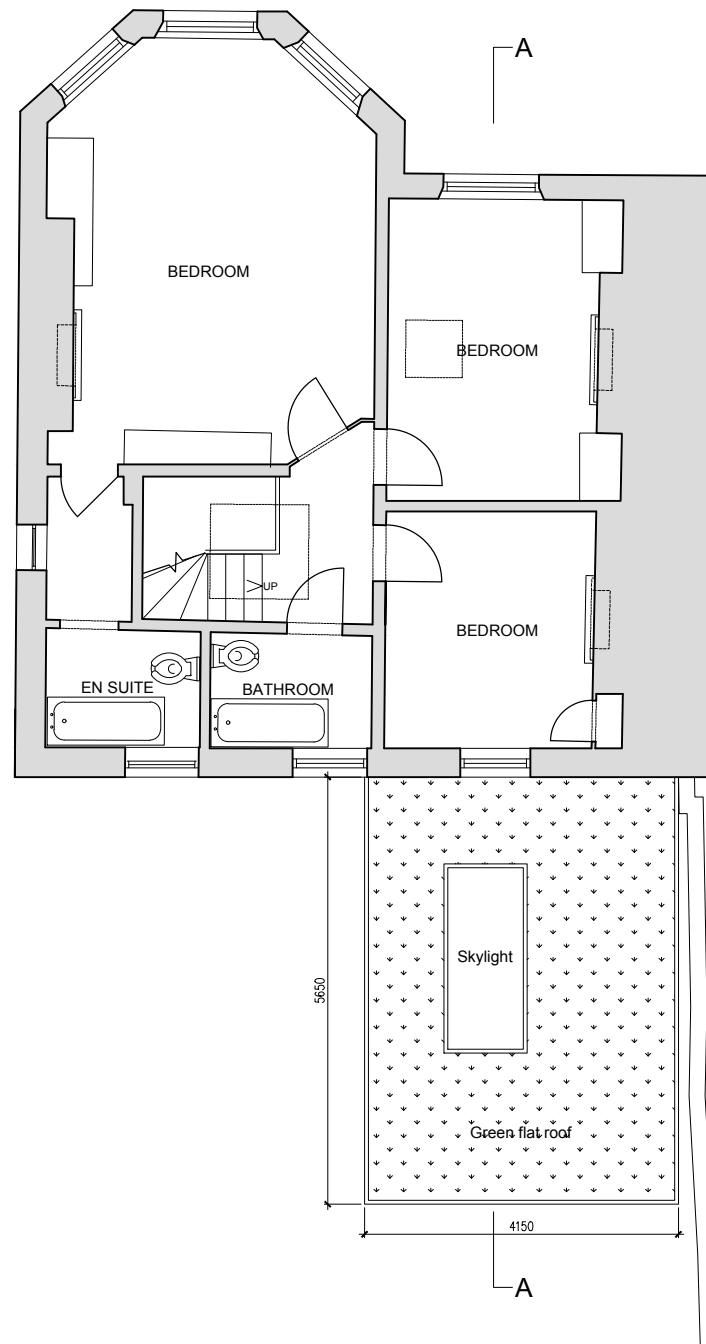 A
BEDROOM
BEDROOM
UP
BEDROOM
EN SUITE
BATHROOM
Skylight
5650
Green flat roof
4150
A